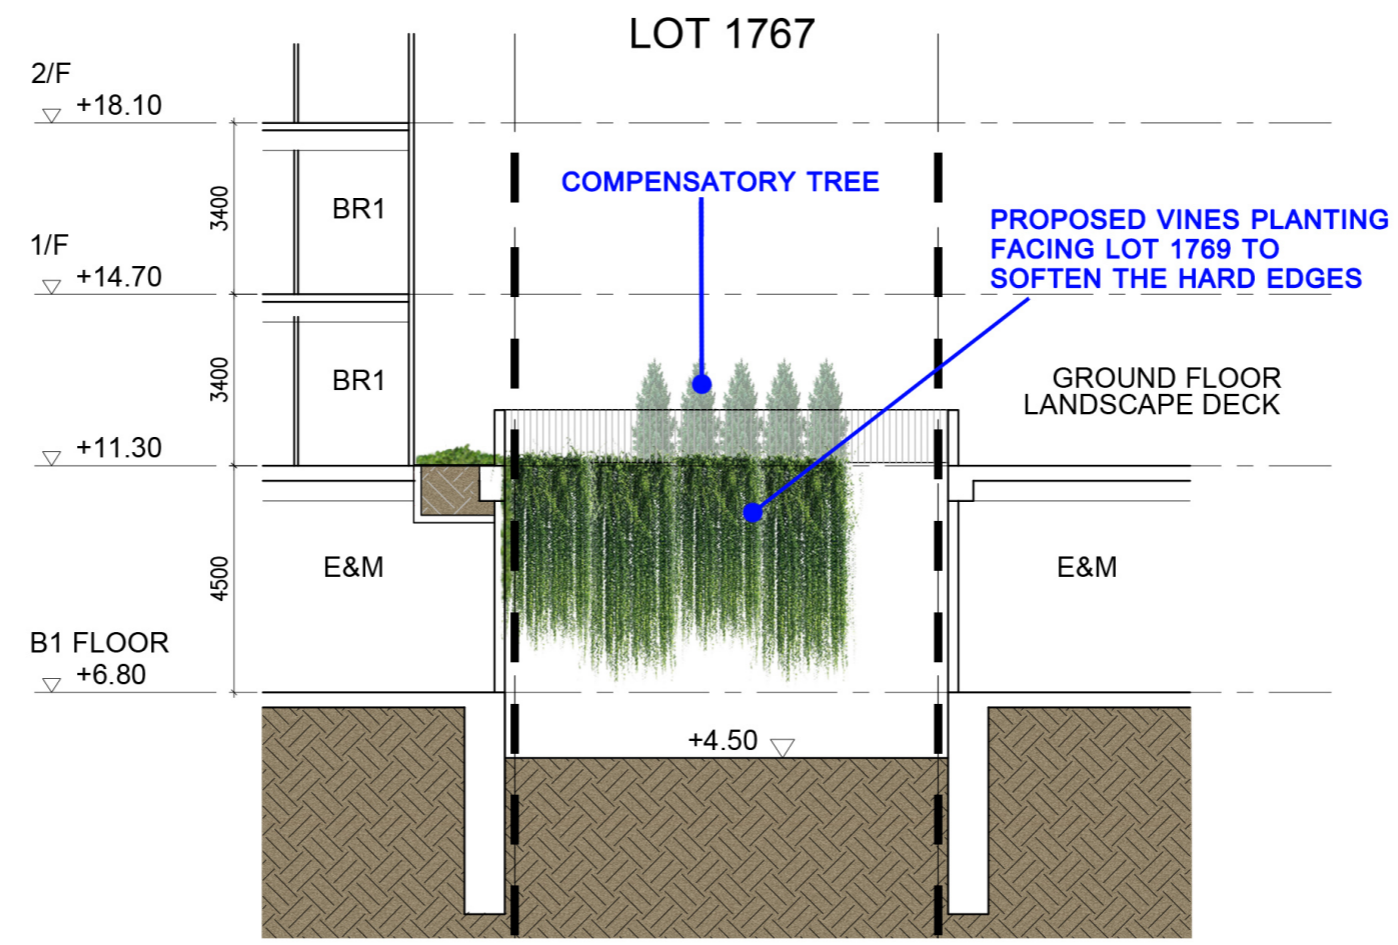 LOT 1767
2/F
+18.10
COMPENSATORY TREE
3400
BR1
PROPOSED VINES PLANTING
FACING LOT 1769 TO
SOFTEN THE HARD EDGES
1/F
+14.70
3400
BR1
GROUND FLOOR
LANDSCAPE DECK
+11.30
4500
E&M
E&M
B1 FLOOR
+6.80
+4.50